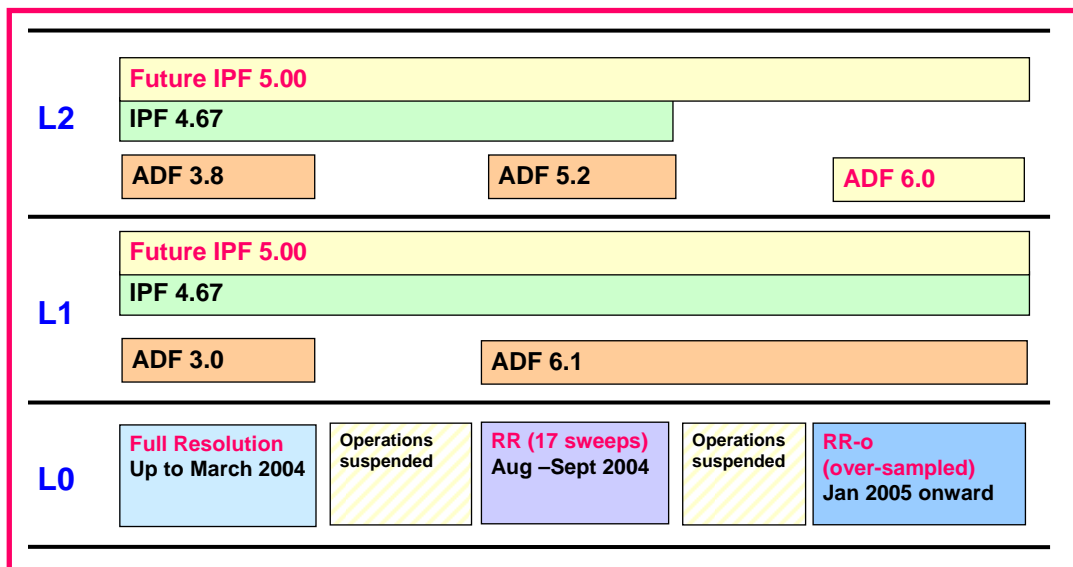 L2
Future IPF 5.00
IPF 4.67
ADF 3.8
ADF 5.2
ADF 6.0
L1
Future IPF 5.00
IPF 4.67
ADF 3.0
ADF 6.1
L0
Full Resolution
Up to March 2004
Operations
suspended
RR (17 sweeps)
Aug –Sept 2004
Operations
suspended
RR-o
(over-sampled)
Jan 2005 onward